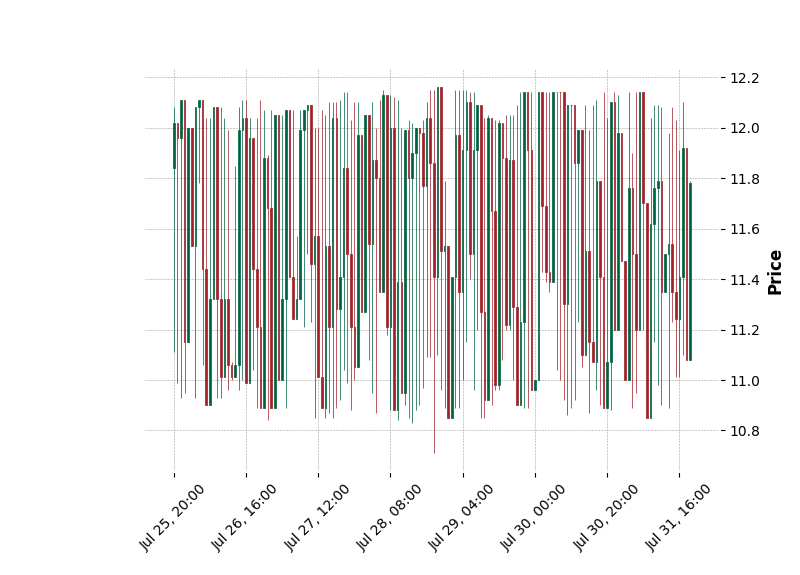 12.2
12.0
11.8
11.6
11.4
11.2
11.0
10.8
Price
Jul 25, 20:00
Jul 26, 16:00
Jul 27, 12:00
Jul 28, 08:00
Jul 29, 04:00
Jul 30, 00:00
Jul 30, 20:00
Jul 31, 16:00